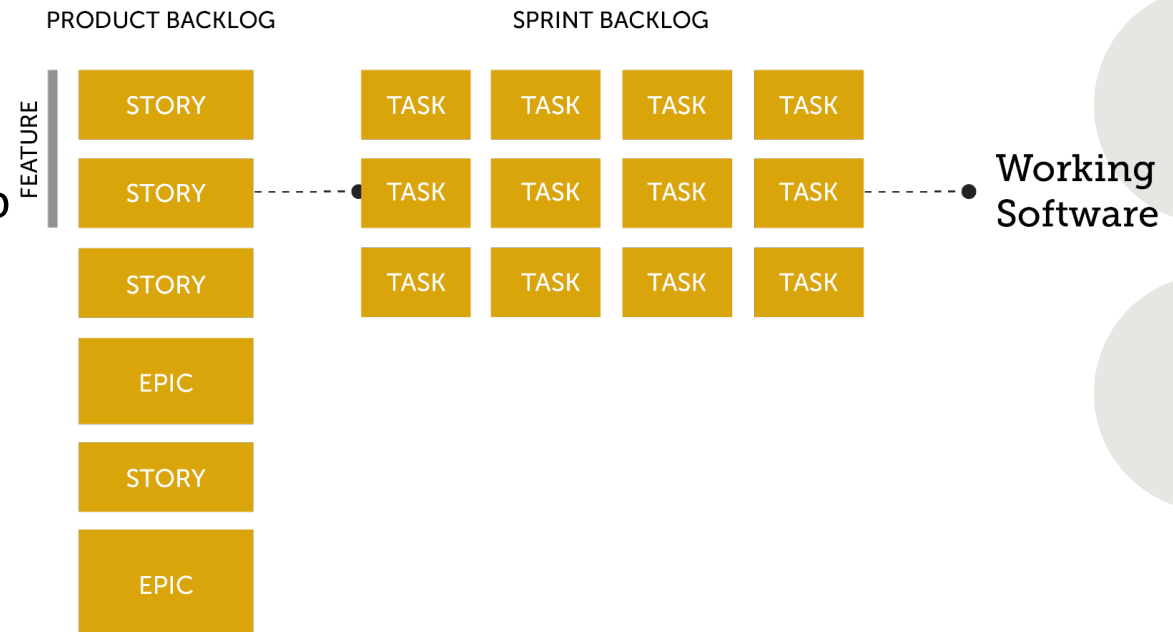 PRODUCT BACKLOG
SPRINT BACKLOG
FEATURE
STORY
TASK TASK TASK TASK
STORY
TASK TASK TASK TASK
Working
Software
STORY
TASK TASK TASK TASK
EPIC
STORY
EPIC